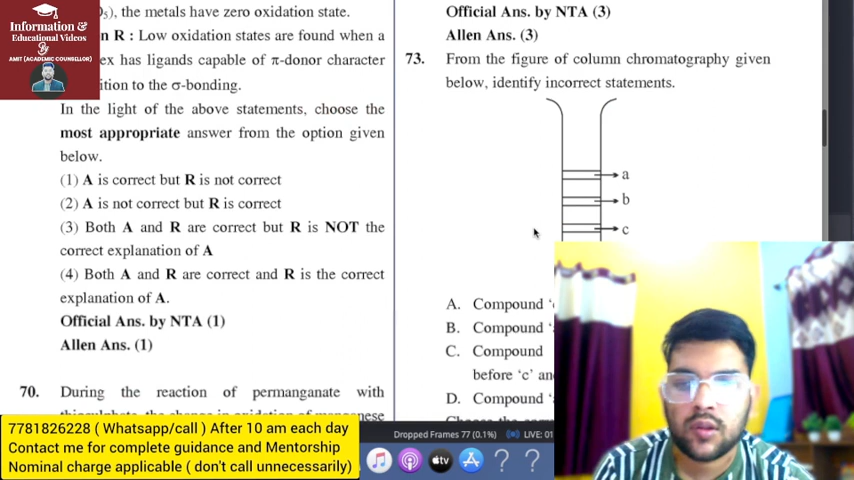 Information &
Educational Videos
By
AMIT (ACADEMIC COUNSELLOR)
), the metals have zero oxidation state.
n R : Low oxidation states are found when a
ex has ligands capable of π-donor character
ition to the σ-bonding.
In the light of the above statements, choose the
most appropriate answer from the option given
below.
(1) A is correct but R is not correct
(2) A is not correct but R is correct
(3) Both A and R are correct but R is NOT the
correct explanation of A
(4) Both A and R are correct and R is the correct
explanation of A.
Official Ans. by NTA (1)
Allen Ans. (1)
70. During the reaction of permanganate with
7781826228 ( Whatsapp/call ) After 10 am each day
Contact me for complete guidance and Mentorship
Nominal charge applicable ( don't call unnecessarily)
Official Ans. by NTA (3)
Allen Ans. (3)
73. From the figure of column chromatography given
below, identify incorrect statements.
a
b
c
A. Compound '
B. Compound '
C. Compound
before 'c' an
D. Compound '
Dropped Frames 77 (0.1%) LIVE: 01
tv